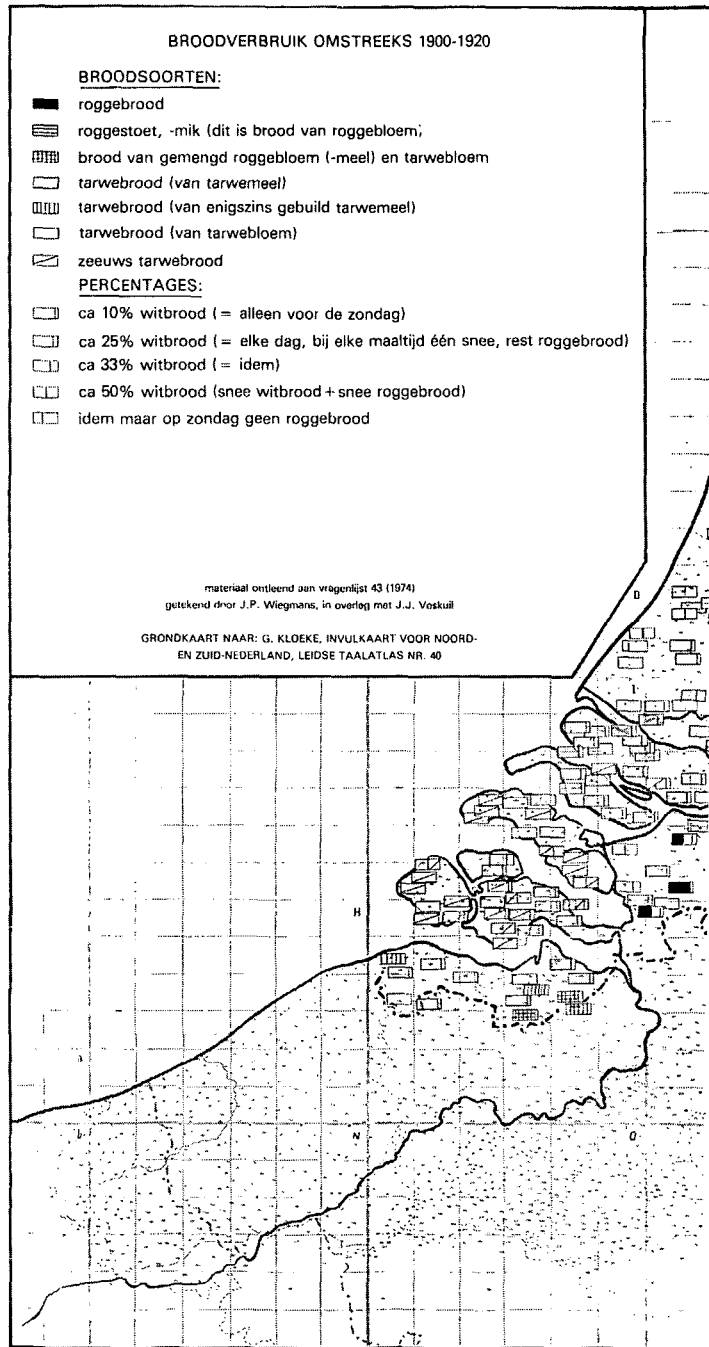 BROODVERBRUIK OMSTREEKS 1900-1920
BROODSOORTEN:
roggebrood
roggestoet, -mik (dit is brood van roggebloem;
brood van gemengd roggebloem (-meel) en tarwebloem
tarwebrood (van tarwemeel)
tarwebrood (van enigszins gebuild tarwemeel)
tarwebrood (van tarwebloem)
zeeuws tarwebrood
PERCENTAGES:
ca 10% witbrood (= alleen voor de zondag)
ca 25% witbrood (= elke dag, bij elke maaltijd één snee, rest roggebrood)
ca 33% witbrood (= idem)
ca 50% witbrood (snee witbrood + snee roggebrood)
idem maar op zondag geen roggebrood
materiaal ontleend aan vragenlijst 43 (1974)
getekend door J.P. Wiegmans, in overleg met J.J. Voskuil
GRONDKAART NAAR: G. KLOEKE, INVULKAART VOOR NOORD-
EN ZUID-NEDERLAND, LEIDSE TAALATLAS NR. 40
D
I
H
N
O